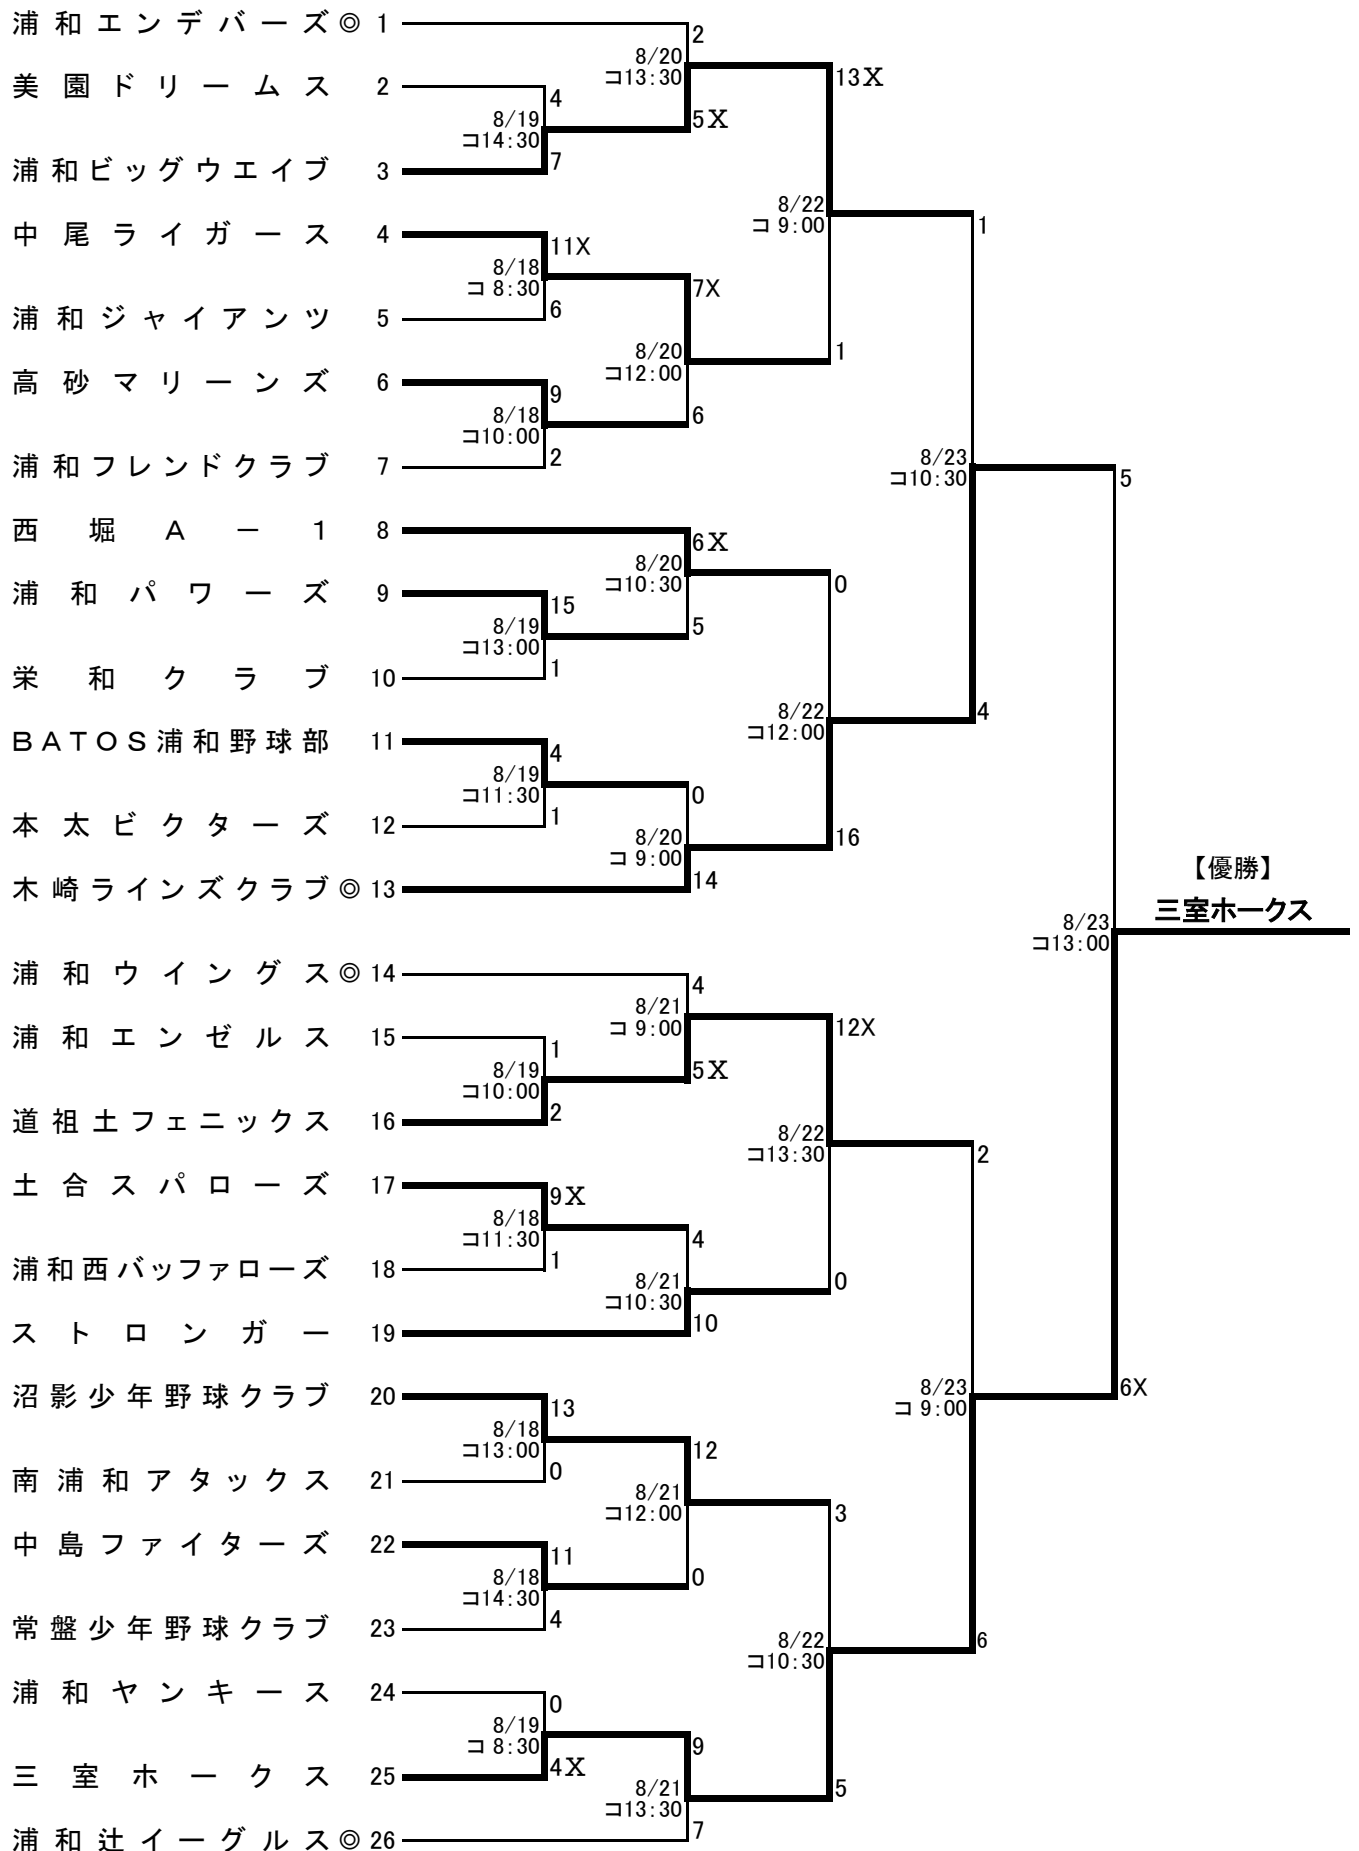 浦和エンデバーズ◎ 1
2
8/20
コ13:30
13X
美園ドリームス 2
4
8/19
コ14:30
5X
浦和ビッグウエイブ 3
7
8/22
コ 9:00
1
中尾ライガース 4
11X
8/18
コ 8:30
7X
浦和ジャイアンツ 5
6
8/20
コ12:00
1
高砂マリーンズ 6
9
8/18
コ10:00
6
浦和フレンドクラブ 7
2
8/23
コ10:30
5
西堀A-1 8
6X
8/20
コ10:30
0
浦和パワーズ 9
15
8/19
コ13:00
5
栄和クラブ 10
1
8/22
コ12:00
4
BATOS浦和野球部 11
4
8/19
コ11:30
0
本太ビクターズ 12
1
8/20
コ 9:00
16
木崎ラインズクラブ◎ 13
14
【優勝】
三室ホークス
8/23
コ13:00
浦和ウイングス◎ 14
4
8/21
コ 9:00
12X
浦和エンゼルス 15
1
8/19
コ10:00
5X
道祖土フェニックス 16
2
8/22
コ13:30
2
土合スパローズ 17
9X
8/18
コ11:30
4
浦和西バッファローズ 18
1
8/21
コ10:30
0
ストロンガー 19
10
沼影少年野球クラブ 20
13
8/18
コ13:00
12
8/23
コ 9:00
6X
南浦和アタックス 21
0
8/21
コ12:00
3
中島ファイターズ 22
11
8/18
コ14:30
0
常盤少年野球クラブ 23
4
8/22
コ10:30
6
浦和ヤンキース 24
0
8/19
コ 8:30
9
三室ホークス 25
4X
8/21
コ13:30
5
浦和辻イーグルス◎ 26
7